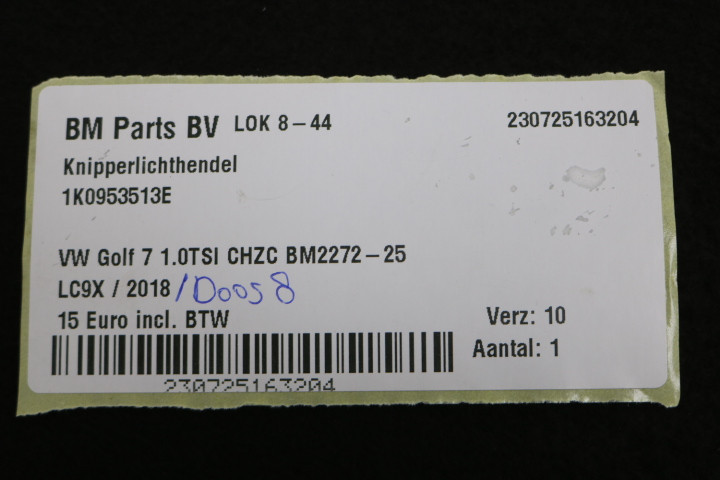 BM Parts BV LOK 8-44 230725163204
Knipperlichthendel
1K0953513E
VW Golf 7 1.0TSI CHZC BM2272-25
LC9X / 2018 /Doos 8
15 Euro incl. BTW Verz: 10
Aantal: 1
230725163204